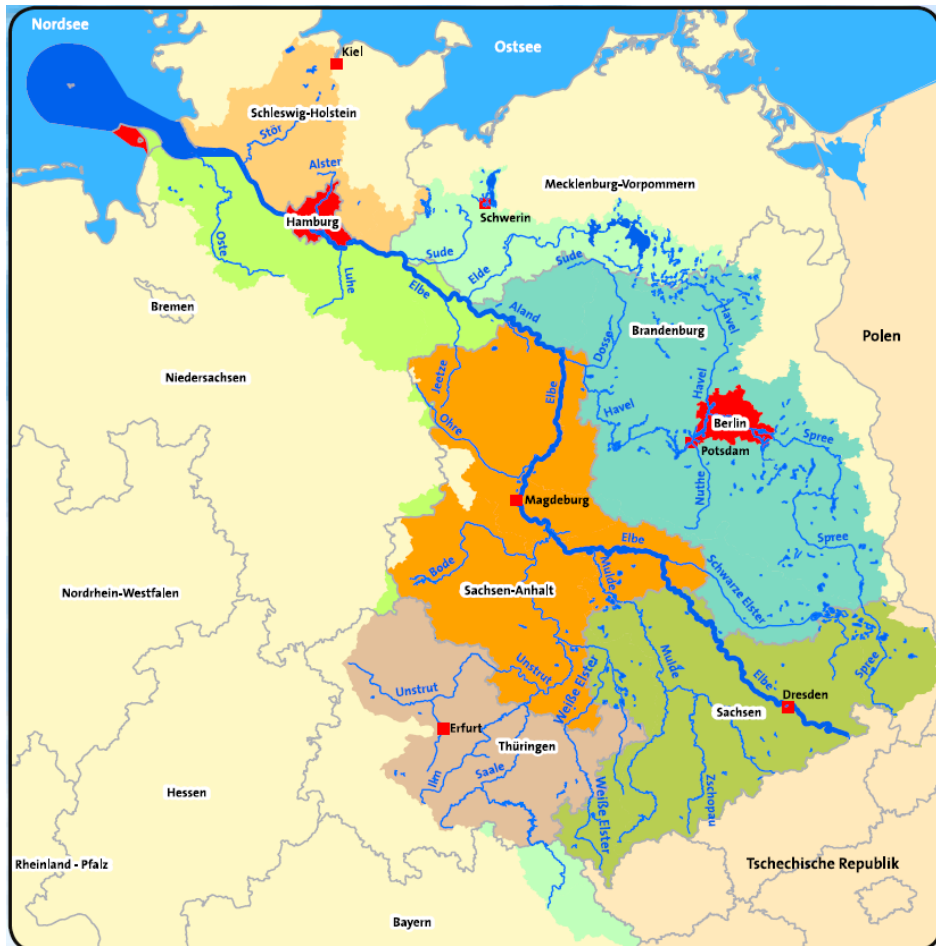 Nordsee
Ostsee
Kiel
Schleswig-Holstein
Stör
Alster
Mecklenburg-Vorpommern
Schwerin
Hamburg
Oste
Sude
Elde
Sude
Luhe
Elbe
Bremen
Aland
Havel
Brandenburg
Polen
Dosse
Niedersachsen
Jeetze
Elbe
Havel
Havel
Ohre
Berlin
Spree
Potsdam
Nuthe
Magdeburg
Elbe
Spree
Bode
Mulde
Schwarze Elster
Sachsen-Anhalt
Nordrhein-Westfalen
Unstrut
Weiße Elster
Mulde
Spree
Unstrut
Elbe
Dresden
Sachsen
Erfurt
Thüringen
Ilm
Saale
Weiße Elster
Zschopau
Hessen
Rheinland - Pfalz
Tschechische Republik
Bayern